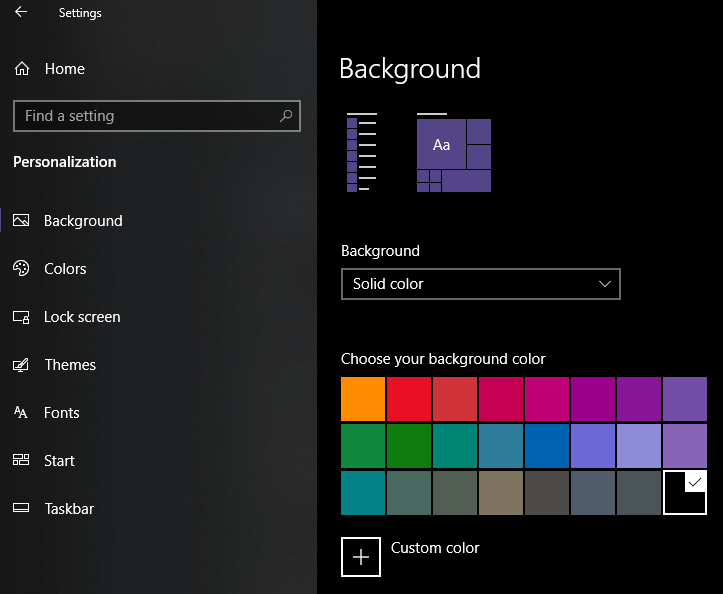 Settings
Home
Find a setting
Personalization
Background
Colors
Lock screen
Themes
Fonts
Start
Taskbar
Background
Aa
Background
Solid color
Choose your background color
Custom color